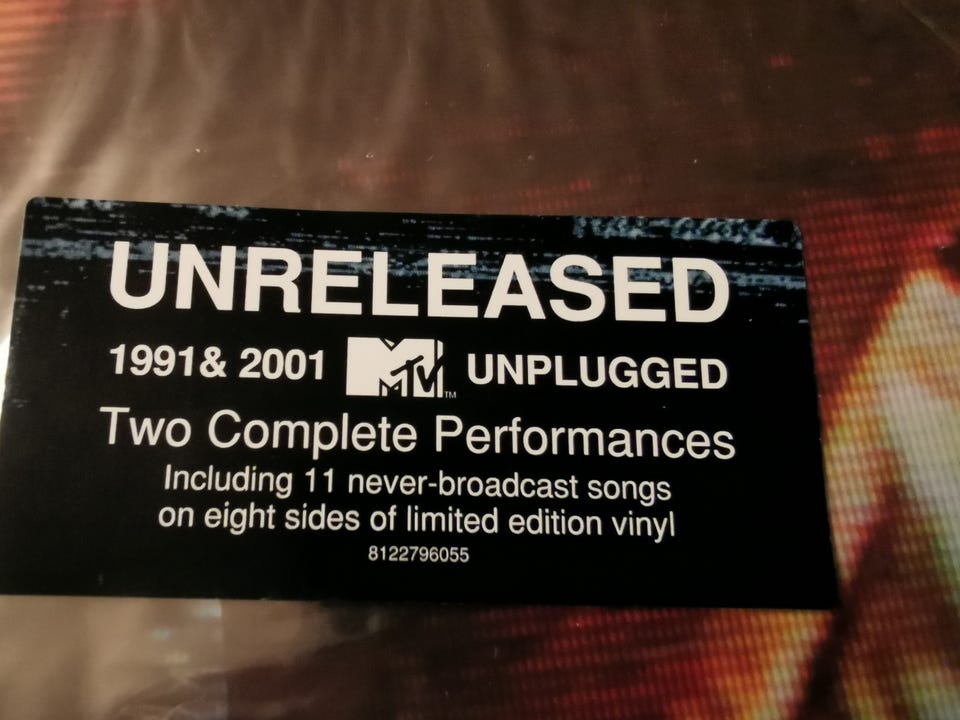 UNRELEASED
1991& 2001 MTV™ UNPLUGGED
Two Complete Performances
Including 11 never-broadcast songs
on eight sides of limited edition vinyl
8122796055